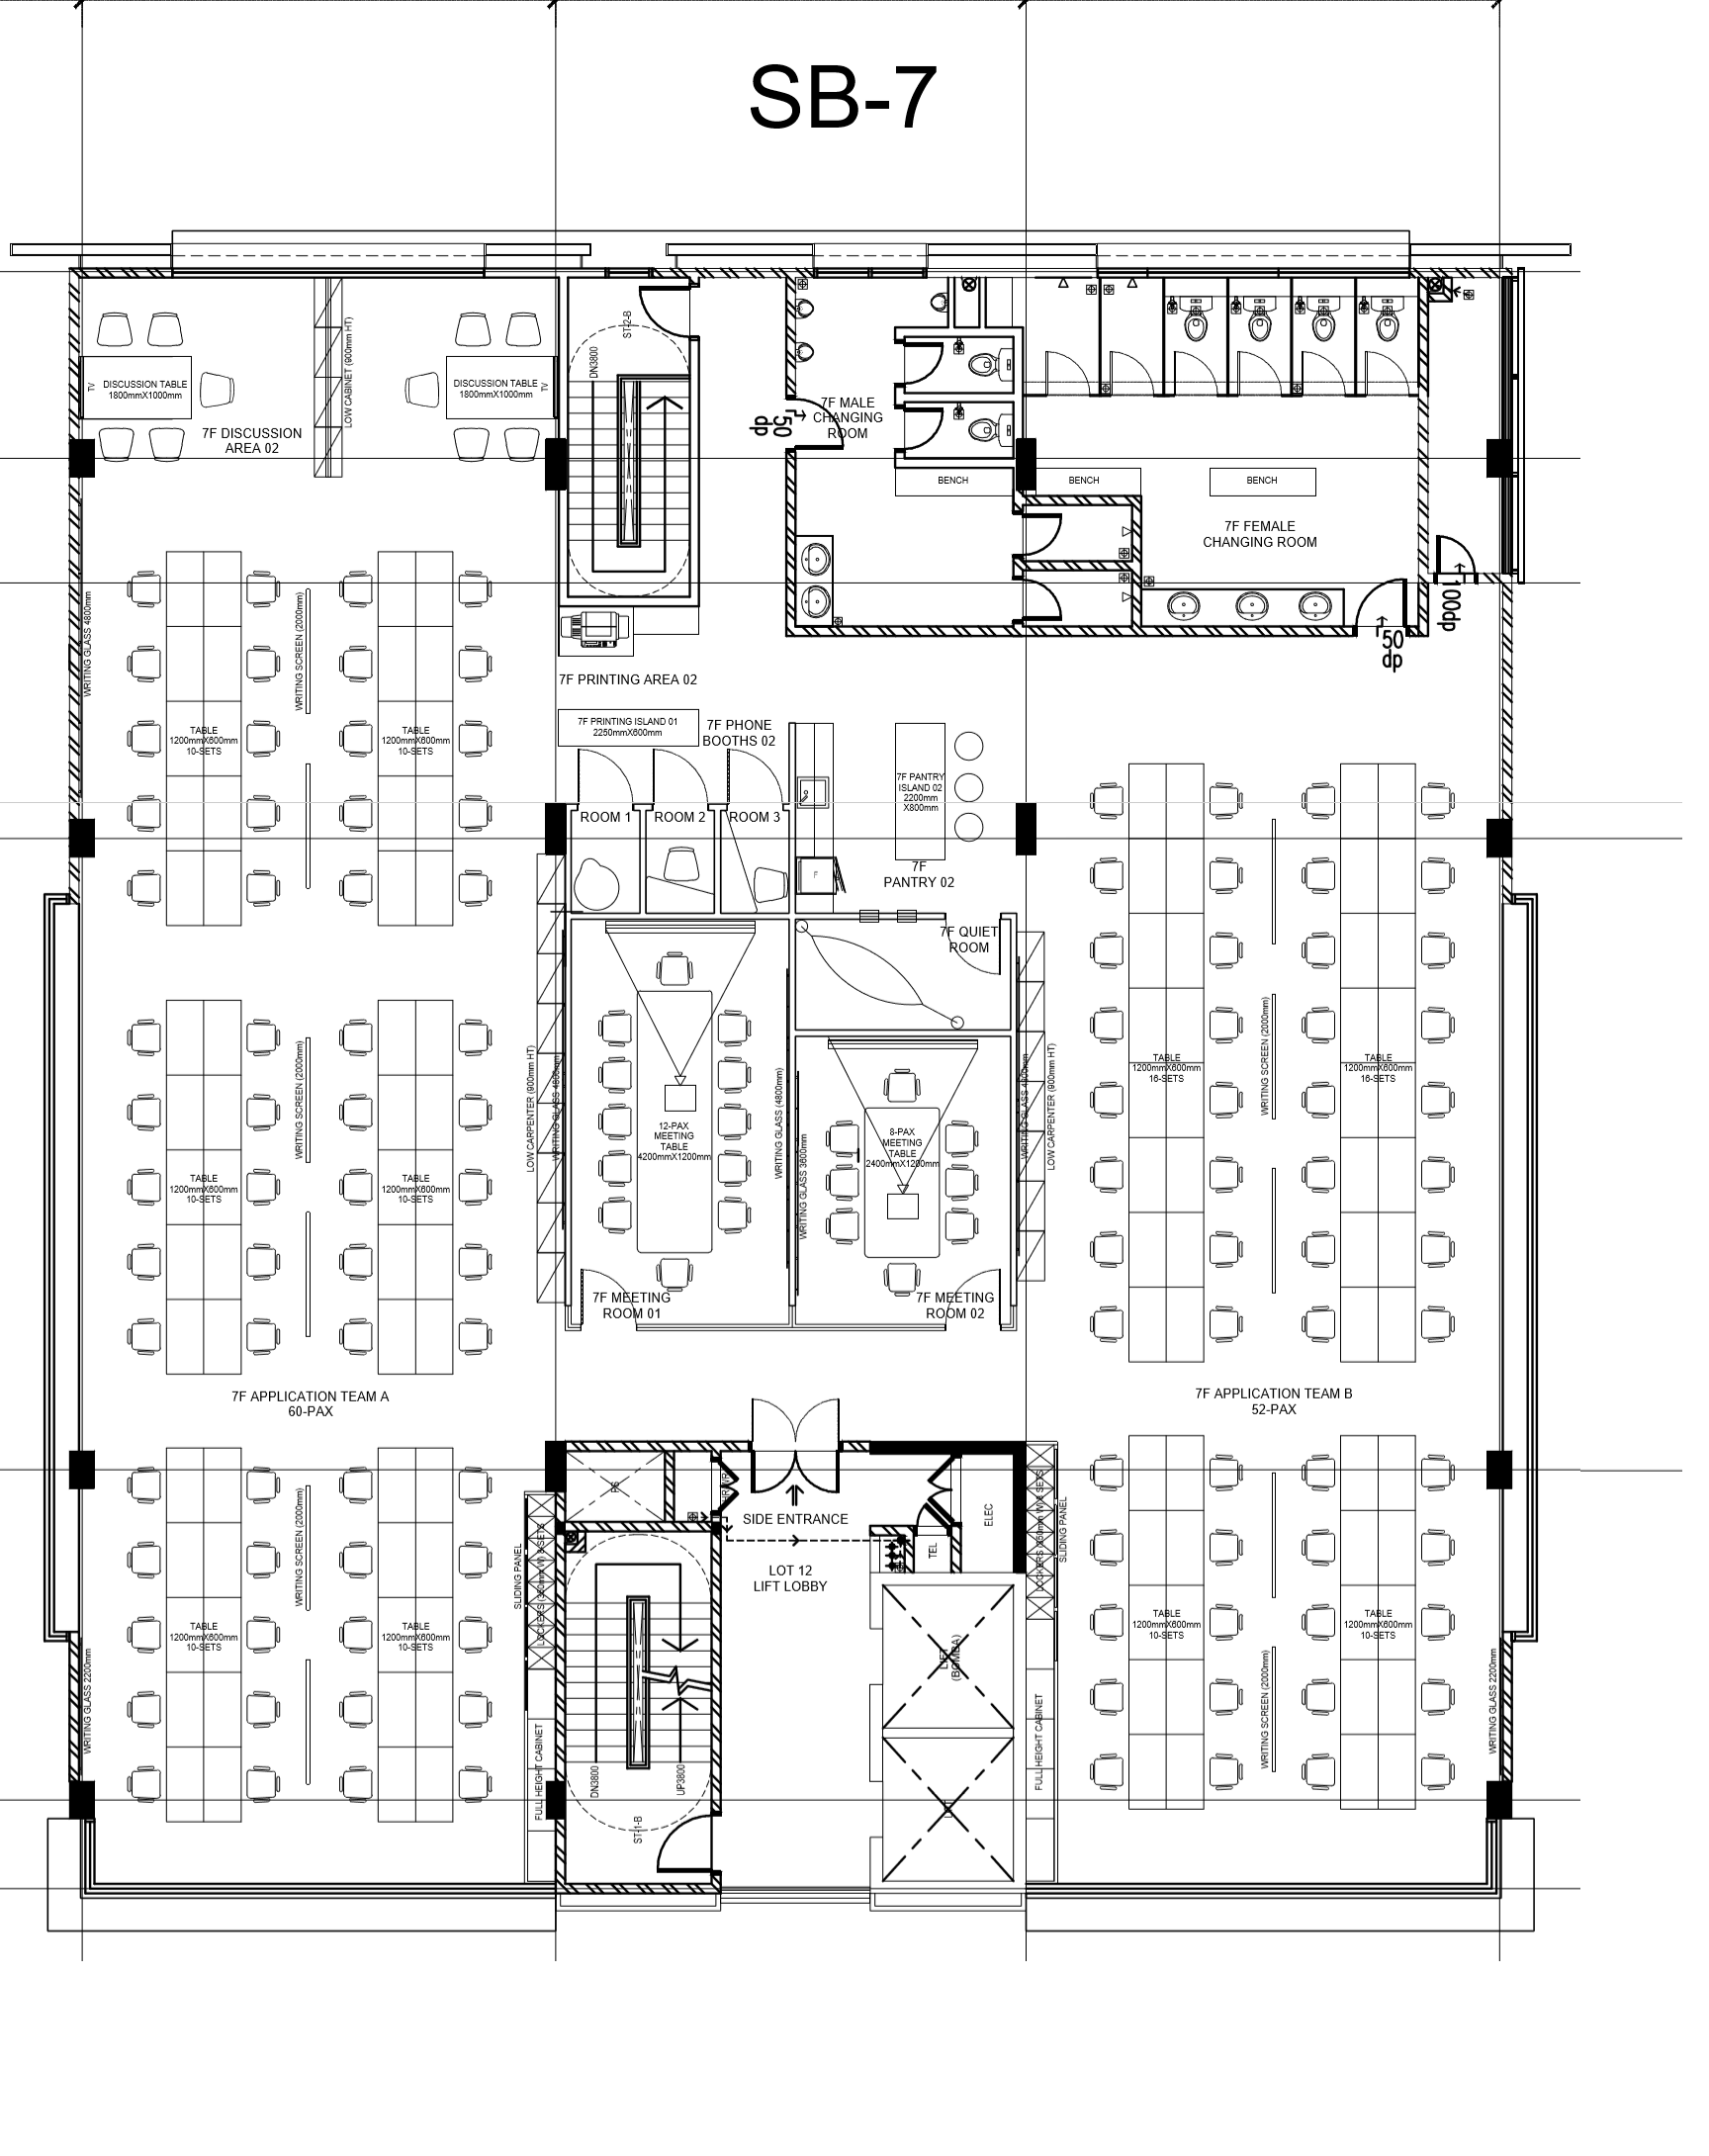 SB-7
DISCUSSION TABLE
1800mmX1000mm
TV
7F DISCUSSION
AREA 02
LOW CABINET (900mm HT)
DISCUSSION TABLE
1800mmX1000mm
TV
DN3800
ST-2-B
7F MALE
CHANGING
ROOM
50
dp
BENCH
BENCH
BENCH
7F FEMALE
CHANGING ROOM
100dp
50
dp
WRITING GLASS 4800mm
WRITING SCREEN (2000mm)
TABLE
1200mmX600mm
10-SETS
TABLE
1200mmX600mm
10-SETS
7F PRINTING AREA 02
7F PRINTING ISLAND 01
2250mmX600mm
7F PHONE
BOOTHS 02
ROOM 1
ROOM 2
ROOM 3
7F PANTRY
ISLAND 02
2200mm
X800mm
F
7F
PANTRY 02
7F QUIET
ROOM
WRITING SCREEN (2000mm)
TABLE
1200mmX600mm
10-SETS
TABLE
1200mmX600mm
10-SETS
LOW CARPENTER (900mm HT)
WRITING GLASS 4800mm
12-PAX
MEETING
TABLE
4200mmX1200mm
WRITING GLASS (4800mm)
WRITING GLASS 3600mm
8-PAX
MEETING
TABLE
2400mmX1200mm
WRITING GLASS 4800mm
LOW CARPENTER (900mm HT)
7F MEETING
ROOM 01
7F MEETING
ROOM 02
TABLE
1200mmX600mm
16-SETS
WRITING SCREEN (2000mm)
TABLE
1200mmX600mm
16-SETS
7F APPLICATION TEAM A
60-PAX
7F APPLICATION TEAM B
52-PAX
WRITING SCREEN (2000mm)
TABLE
1200mmX600mm
10-SETS
TABLE
1200mmX600mm
10-SETS
WRITING GLASS 2200mm
SLIDING PANEL
FULL HEIGHT CABINET
SIDE ENTRANCE
LOT 12
LIFT LOBBY
ELEC
TEL
LIFT
(BOMBA)
DN3800
UP3800
ST-1-B
SLIDING PANEL
FULL HEIGHT CABINET
TABLE
1200mmX600mm
10-SETS
WRITING SCREEN (2000mm)
TABLE
1200mmX600mm
10-SETS
WRITING GLASS 2200mm